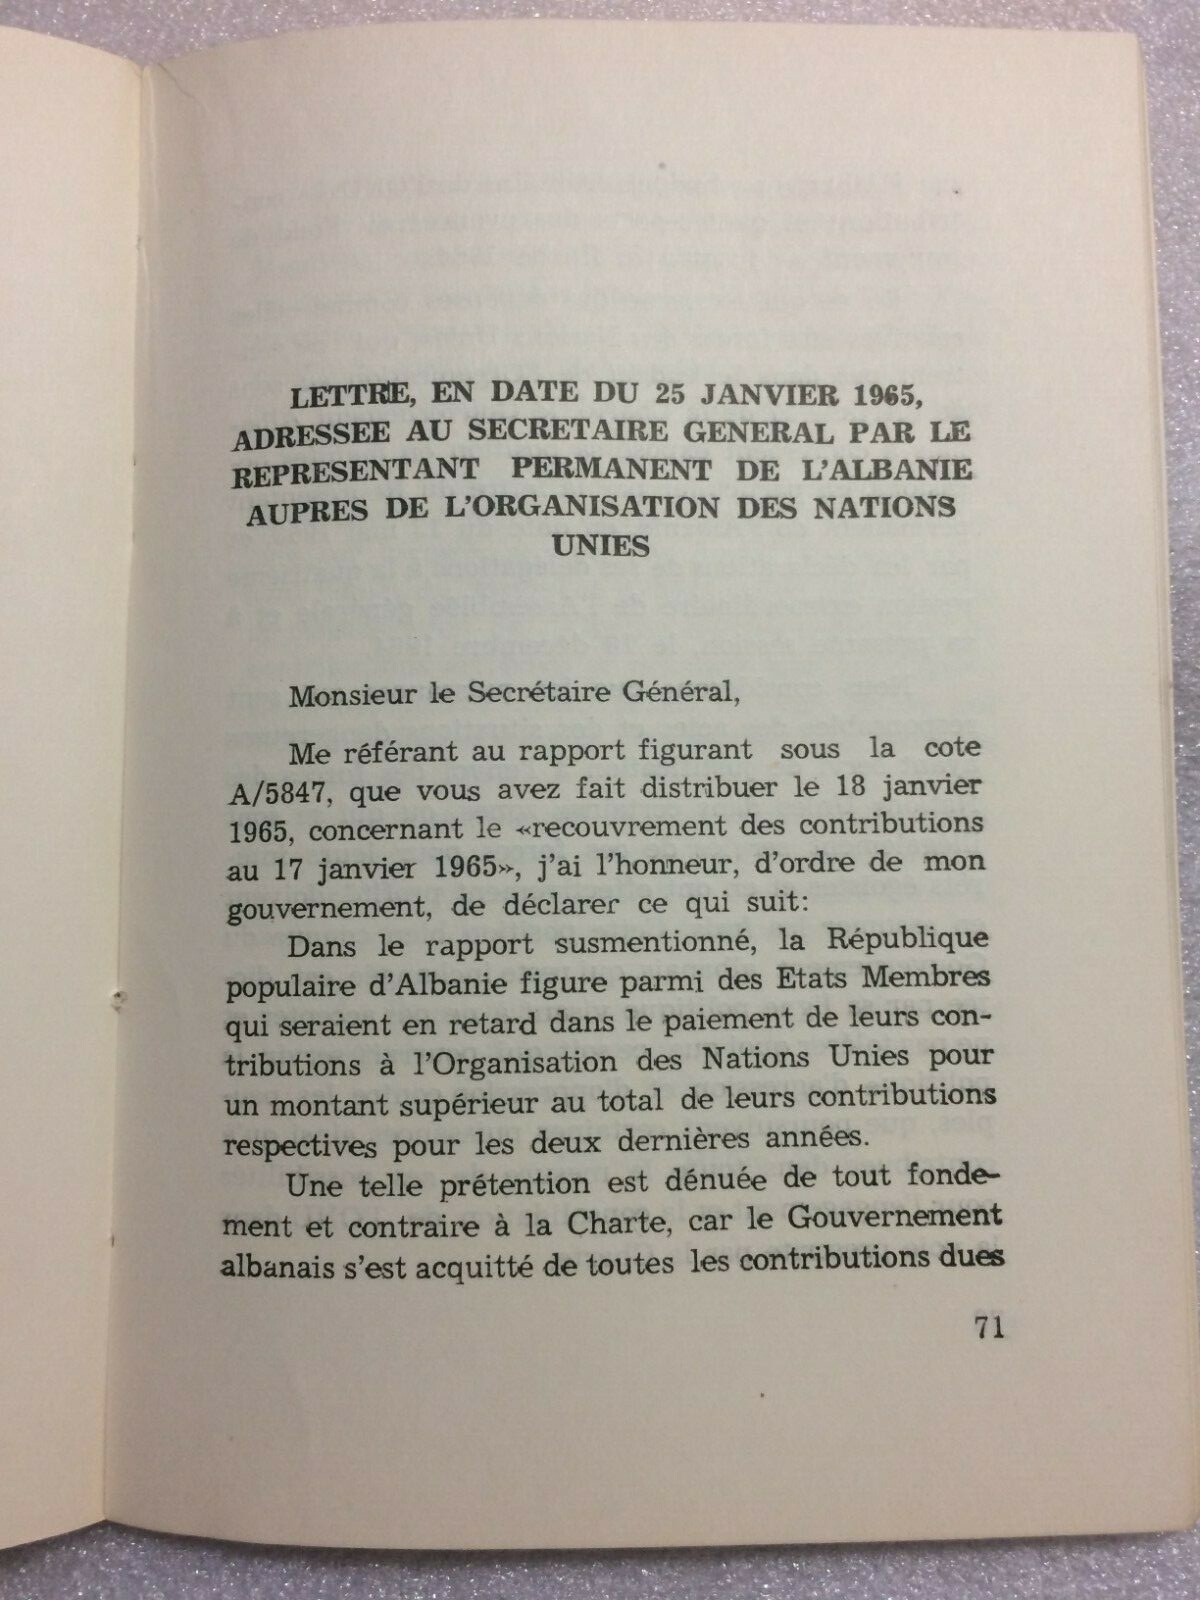 LETTRE, EN DATE DU 25 JANVIER 1965,
ADRESSEE AU SECRETAIRE GENERAL PAR LE
REPRESENTANT PERMANENT DE L'ALBANIE
AUPRES DE L'ORGANISATION DES NATIONS
UNIES
Monsieur le Secrétaire Général,
Me référant au rapport figurant sous la cote
A/5847, que vous avez fait distribuer le 18 janvier
1965, concernant le «recouvrement des contributions
au 17 janvier 1965», j'ai l'honneur, d'ordre de mon
gouvernement, de déclarer ce qui suit:
Dans le rapport susmentionné, la République
populaire d'Albanie figure parmi des Etats Membres
qui seraient en retard dans le paiement de leurs con-
tributions à l'Organisation des Nations Unies pour
un montant supérieur au total de leurs contributions
respectives pour les deux dernières années.
Une telle prétention est dénuée de tout fonde-
ment et contraire à la Charte, car le Gouvernement
albanais s'est acquitté de toutes les contributions dues
71